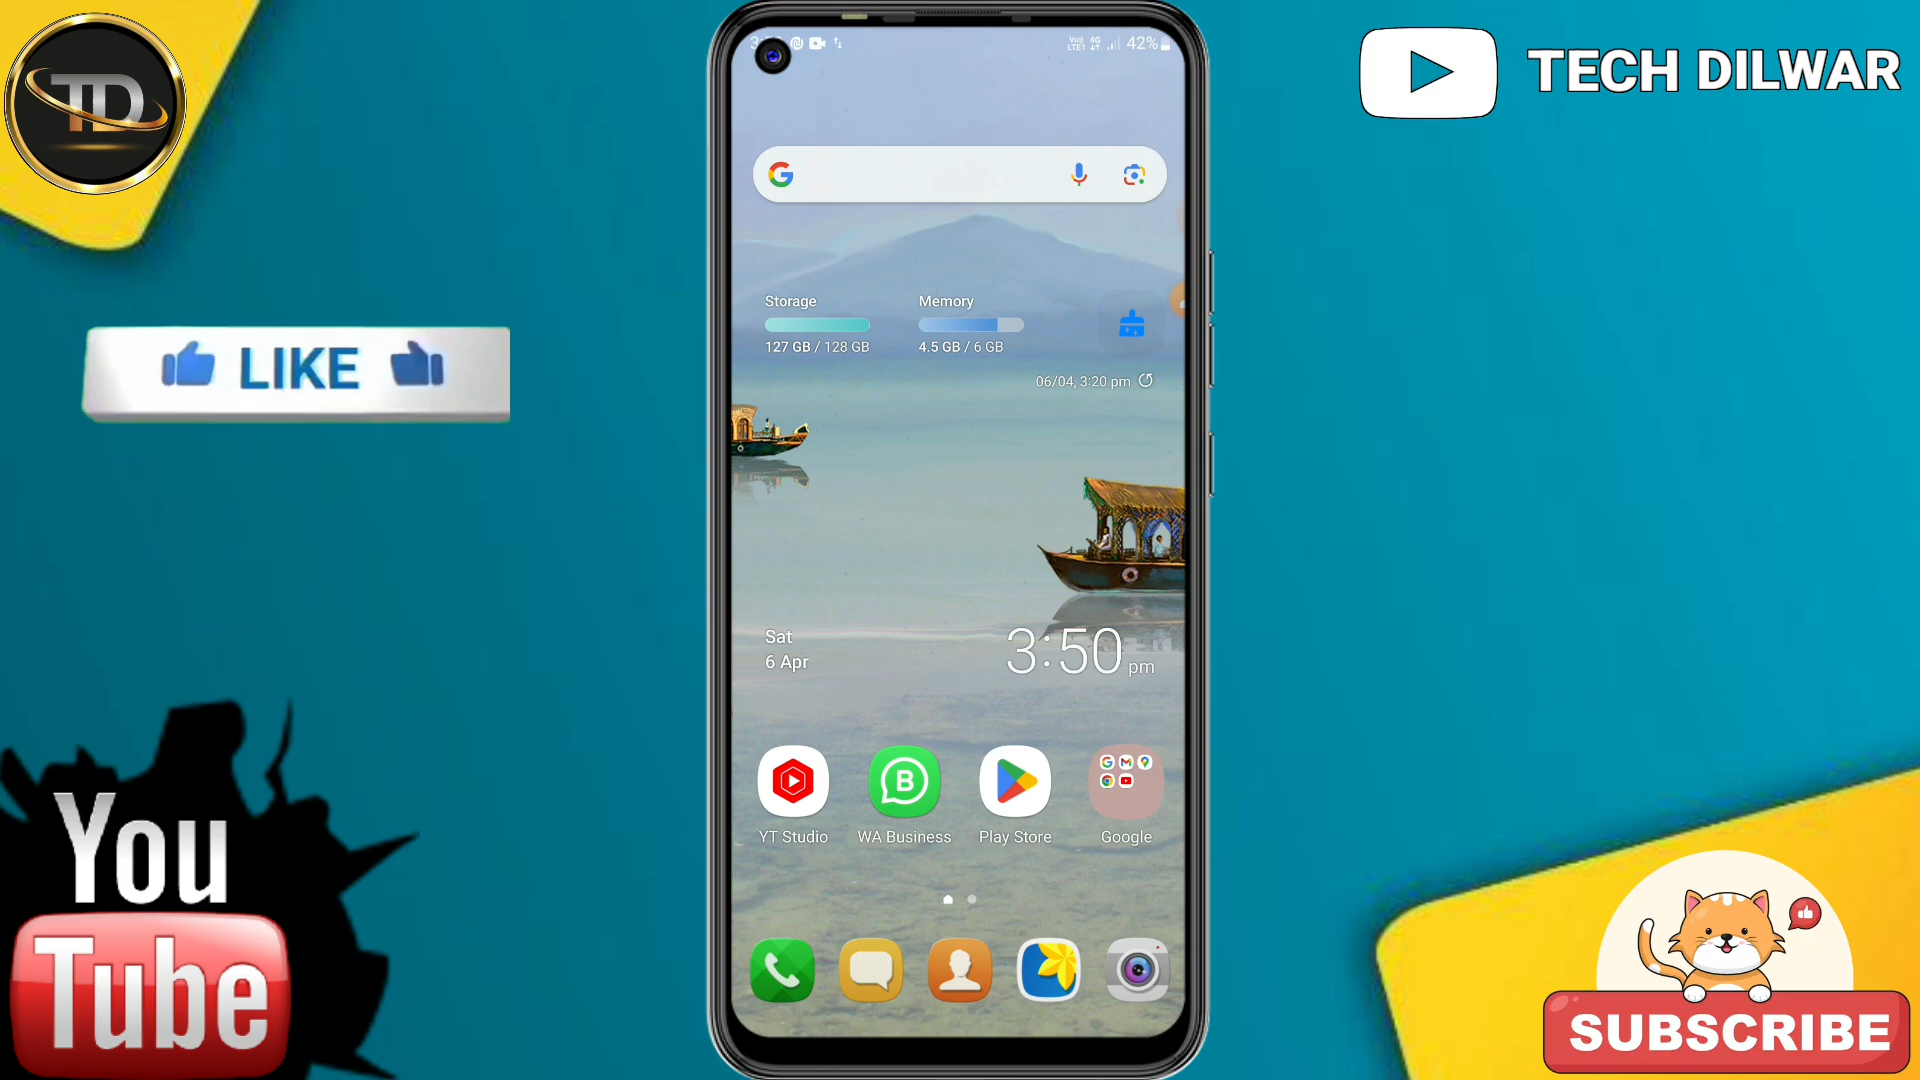 TD
TECH DILWAR
42%
Storage
Memory
127 GB / 128 GB
4.5 GB / 6 GB
06/04, 3:20 pm
LIKE
Sat
6 Apr
3:50 pm
YT Studio
WA Business
Play Store
Google
You
Tube
SUBSCRIBE